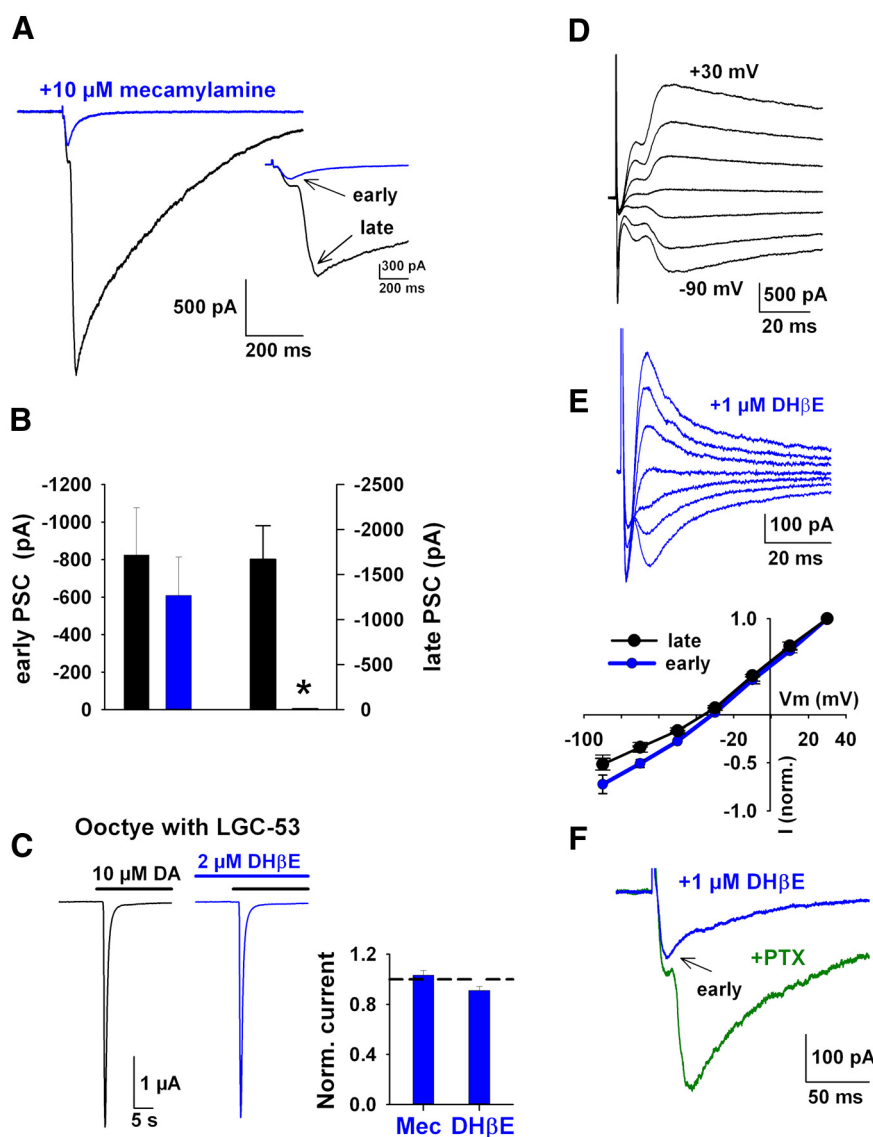 A
+10 µM mecamylamine
early
late
300 pA
200 ms
500 pA
200 ms
B
early PSC (pA)
-1200
-1000
-800
-600
-400
-200
0
*
-2500
-2000
-1500
-1000
-500
0
late PSC (pA)
C
Ooctye with LGC-53
10 µM DA
2 µM DHβE
1 µA
5 s
Norm. current
1.2
0.8
0.4
0.0
Mec DHβE
D
+30 mV
-90 mV
500 pA
20 ms
E
+1 µM DHβE
100 pA
20 ms
late
early
1.0
Vm (mV)
-100 -20 20 40
-0.5
-1.0
I (norm.)
F
+1 µM DHβE
+PTX
early
100 pA
50 ms